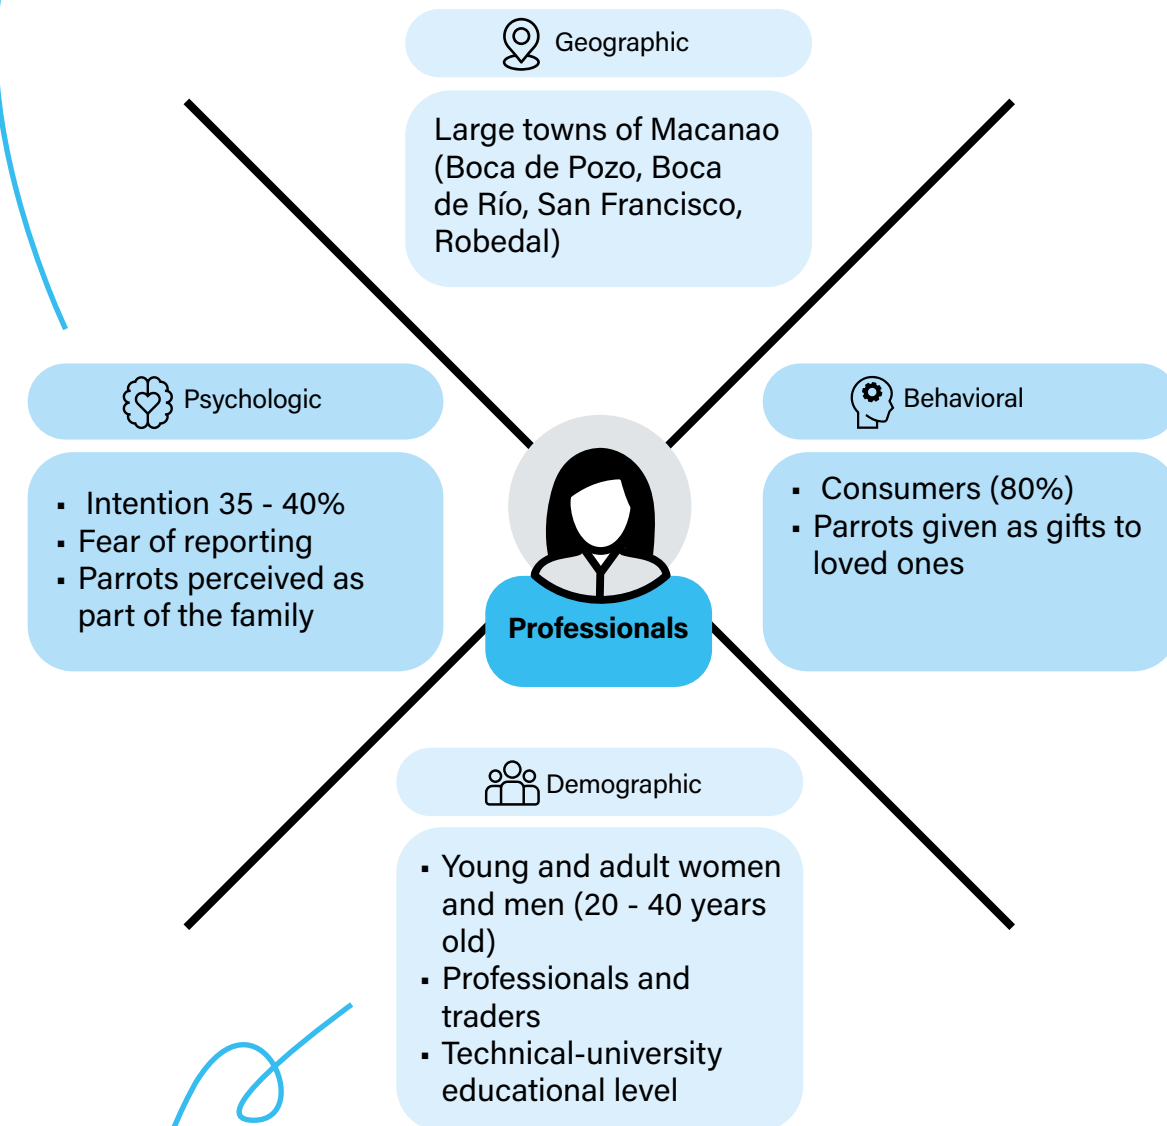 Geographic
Large towns of Macanao
(Boca de Pozo, Boca
de Río, San Francisco,
Robedal)
Psychologic
▪ Intention 35 - 40%
▪ Fear of reporting
▪ Parrots perceived as
part of the family
Behavioral
▪ Consumers (80%)
▪ Parrots given as gifts to
loved ones
Professionals
Demographic
▪ Young and adult women
and men (20 - 40 years
old)
▪ Professionals and
traders
▪ Technical-university
educational level